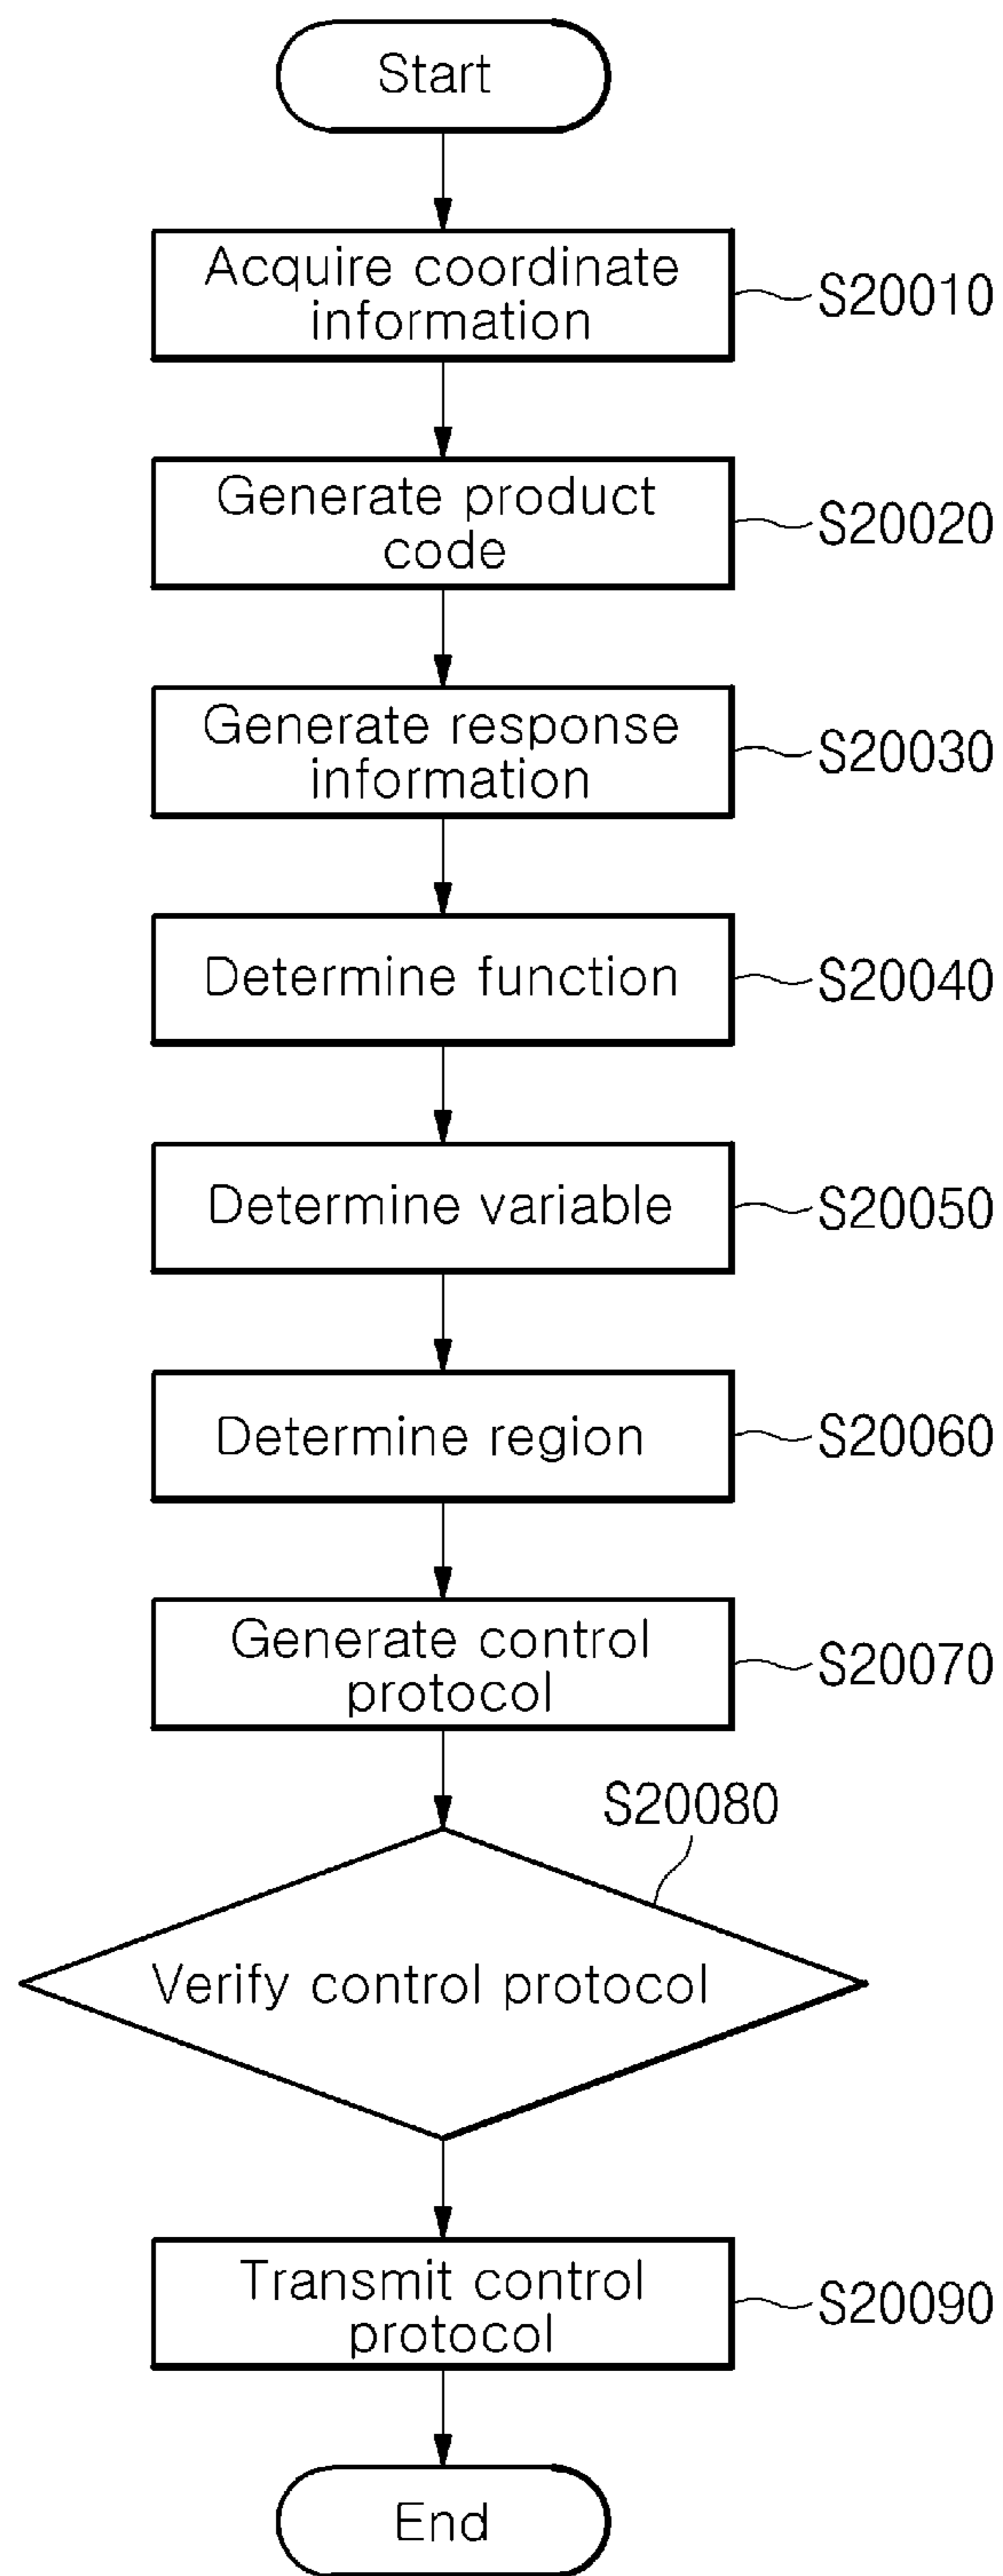 Start
Acquire coordinate
information
S20010
Generate product
code
S20020
Generate response
information
S20030
Determine function
S20040
Determine variable
S20050
Determine region
S20060
Generate control
protocol
S20070
S20080
Verify control protocol
Transmit control
protocol
S20090
End